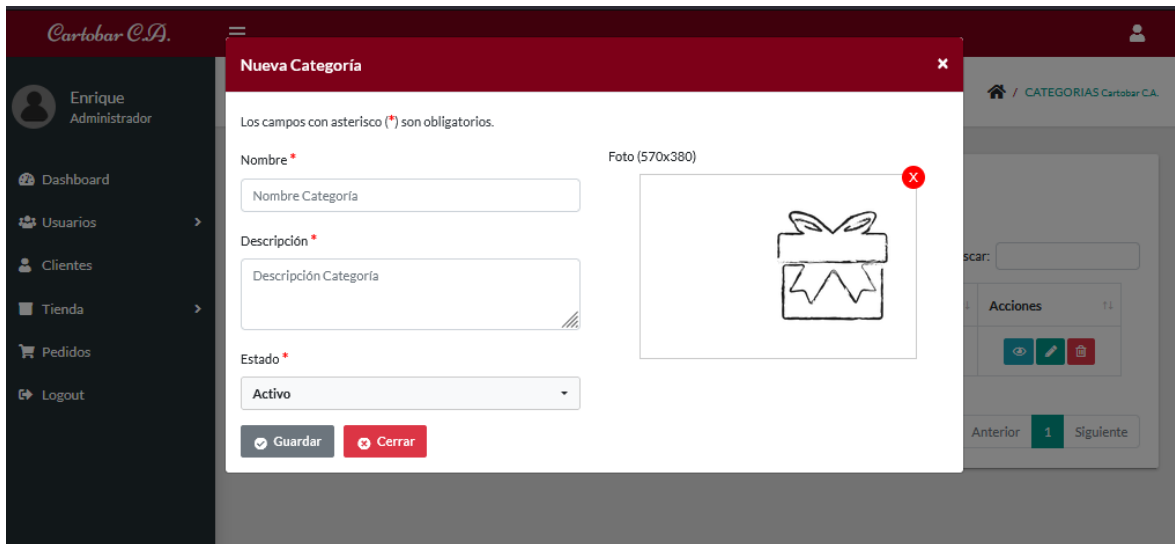 Cartobar C.A.
Enrique
Administrador
Dashboard
Usuarios
Clientes
Tienda
Pedidos
Logout
/ CATEGORIAS Cartobar C.A.
Nueva Categoría
×
Los campos con asterisco (*) son obligatorios.
Nombre *
Nombre Categoría
Descripción *
Descripción Categoría
Estado *
Activo
Guardar
Cerrar
Foto (570x380)
X
scar:
Acciones
Anterior 1 Siguiente